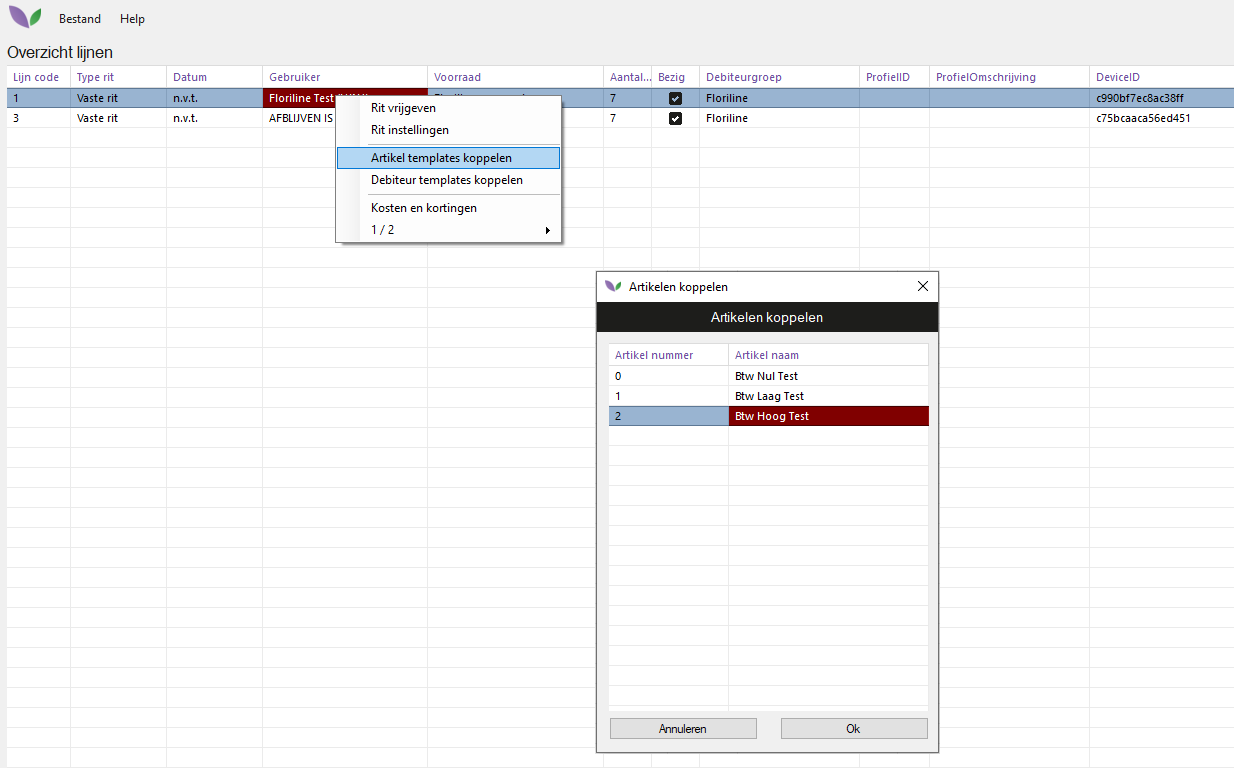 Bestand Help
Overzicht lijnen
Lijn code Type rit Datum Gebruiker Voorraad Aantal... Bezig Debiteurgroep ProfielID ProfielOmschrijving DeviceID
1 Vaste rit n.v.t. Floriline Test 7 Floriline c990bf7ec8ac38ff
3 Vaste rit n.v.t. AFBLIJVEN IS 7 Floriline c75bcaaca56ed451
Rit vrijgeven
Rit instellingen
Artikel templates koppelen
Debiteur templates koppelen
Kosten en kortingen
1 / 2
Artikelen koppelen
Artikelen koppelen
Artikel nummer Artikel naam
0 Btw Nul Test
1 Btw Laag Test
2 Btw Hoog Test
Annuleren Ok